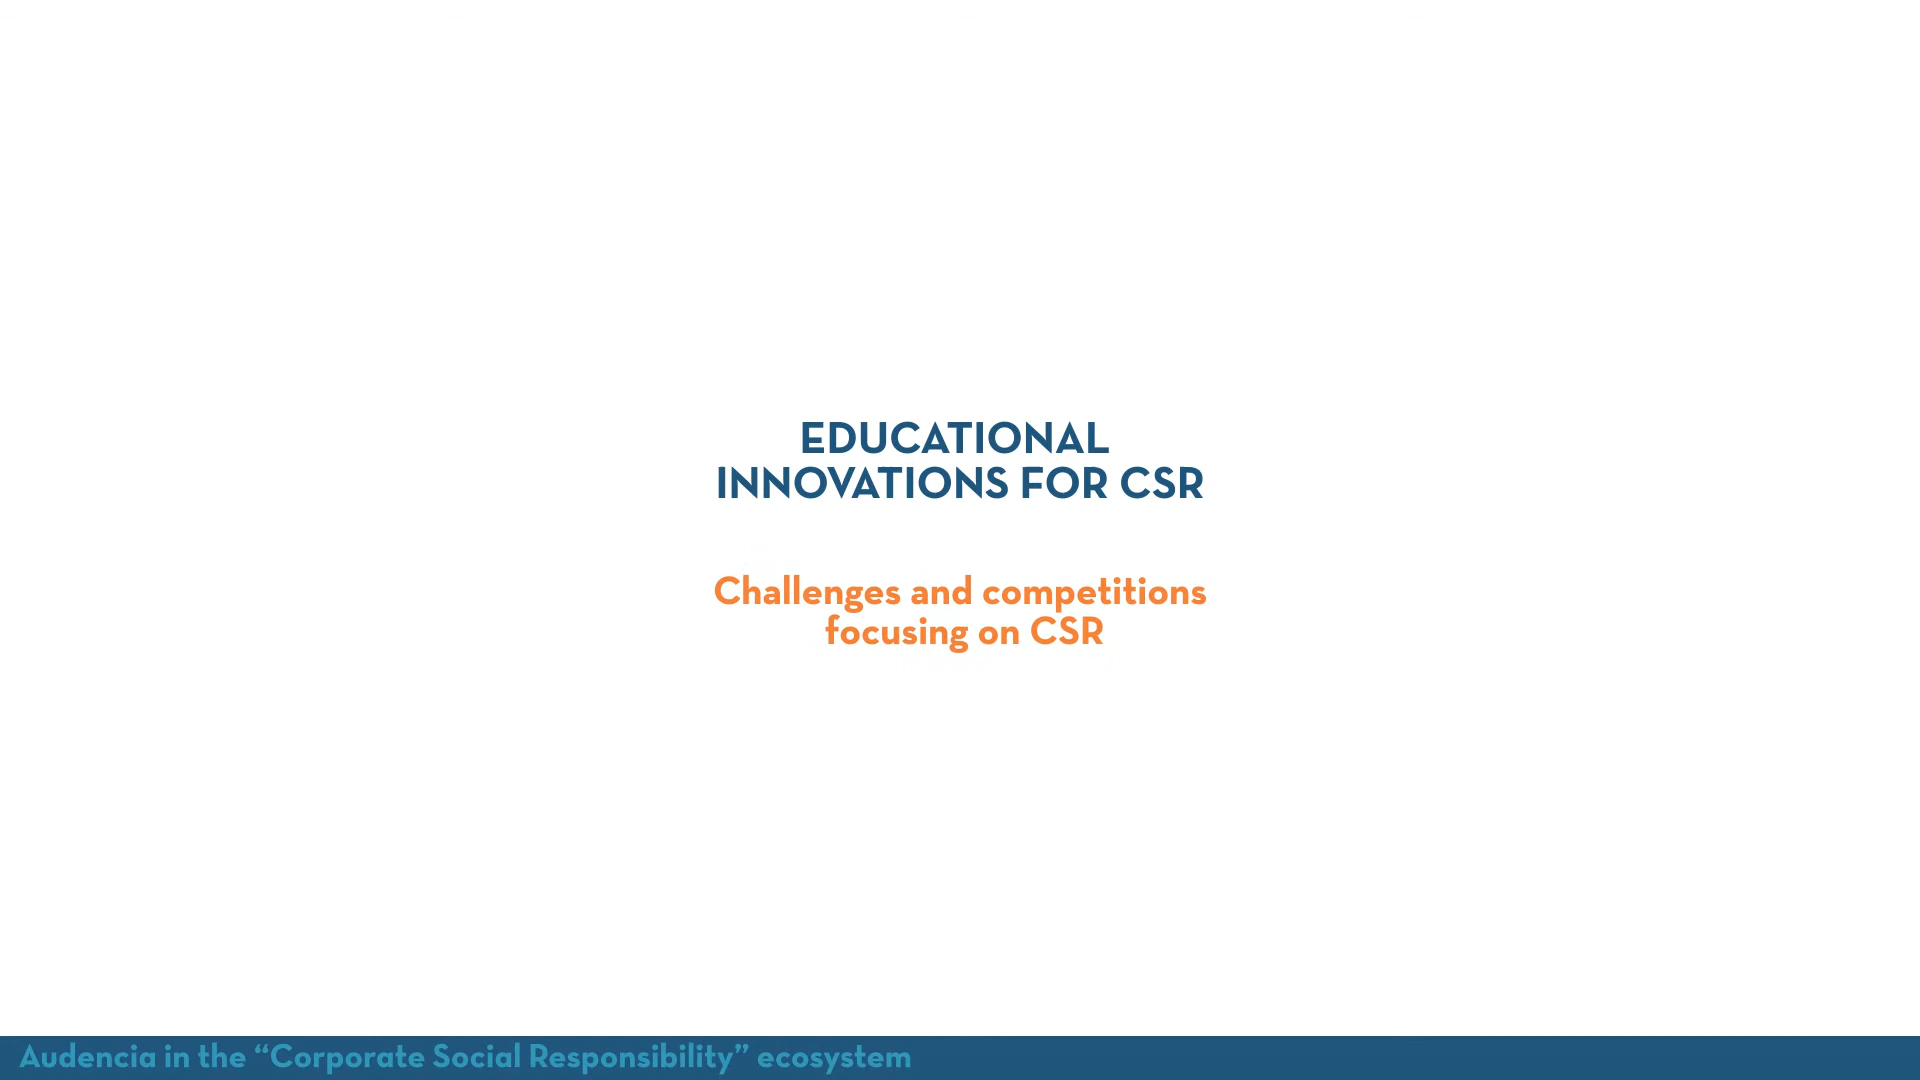 EDUCATIONAL
INNOVATIONS FOR CSR
Challenges and competitions
focusing on CSR
Audencia in the “Corporate Social Responsibility” ecosystem